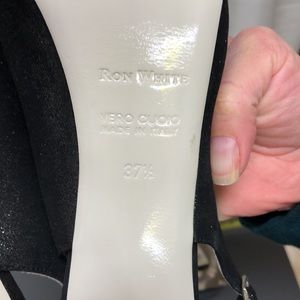 RON WHITE
VERO CUOIO
MADE IN ITALY
37½